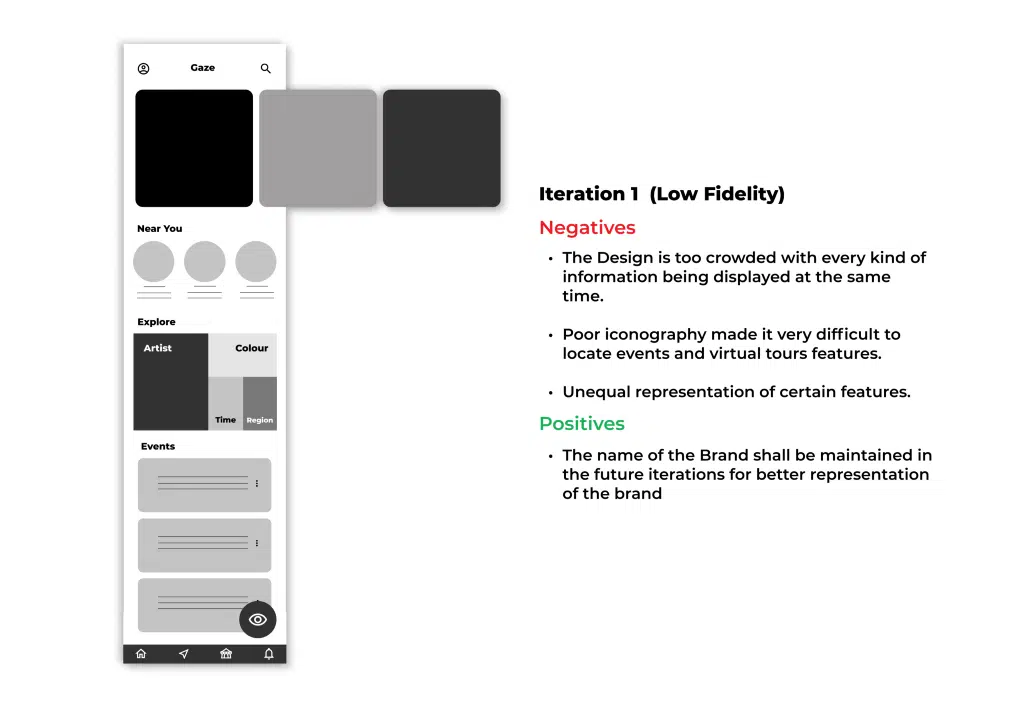 Gaze
Near You
Explore
Artist
Colour
Time
Region
Events
Iteration 1 (Low Fidelity)
Negatives
• The Design is too crowded with every kind of
information being displayed at the same
time.
• Poor iconography made it very difficult to
locate events and virtual tours features.
• Unequal representation of certain features.
Positives
• The name of the Brand shall be maintained in
the future iterations for better representation
of the brand